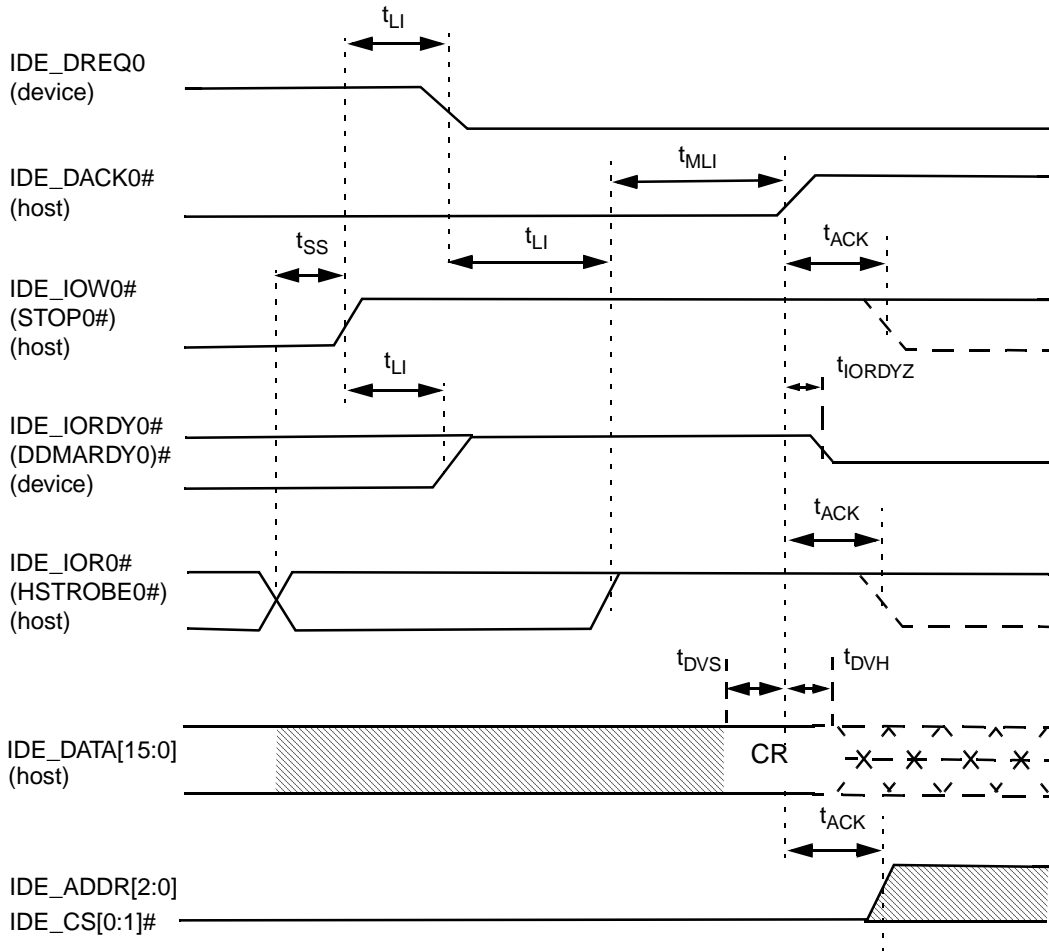 tLI
IDE_DREQ0
(device)
tMLI
IDE_DACK0#
(host)
tSS
tLI
tACK
IDE_IOW0#
(STOP0#)
(host)
tLI
tIORDYZ
IDE_IORDY0#
(DDMARDY0)#
(device)
tACK
IDE_IOR0#
(HSTROBE0#)
(host)
tDVS
tDVH
IDE_DATA[15:0]
(host)
CR
tACK
IDE_ADDR[2:0]
IDE_CS[0:1]#